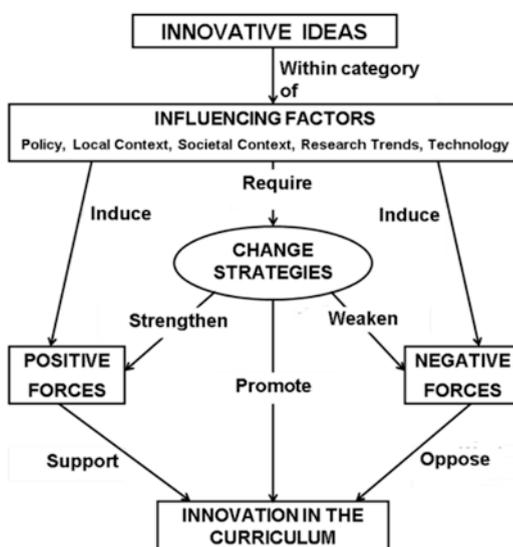 INNOVATIVE IDEAS
Within category
of
INFLUENCING FACTORS
Policy, Local Context, Societal Context, Research Trends, Technology
Require
Induce
Induce
CHANGE
STRATEGIES
Strengthen
Weaken
POSITIVE
FORCES
NEGATIVE
FORCES
Promote
Support
Oppose
INNOVATION IN THE
CURRICULUM